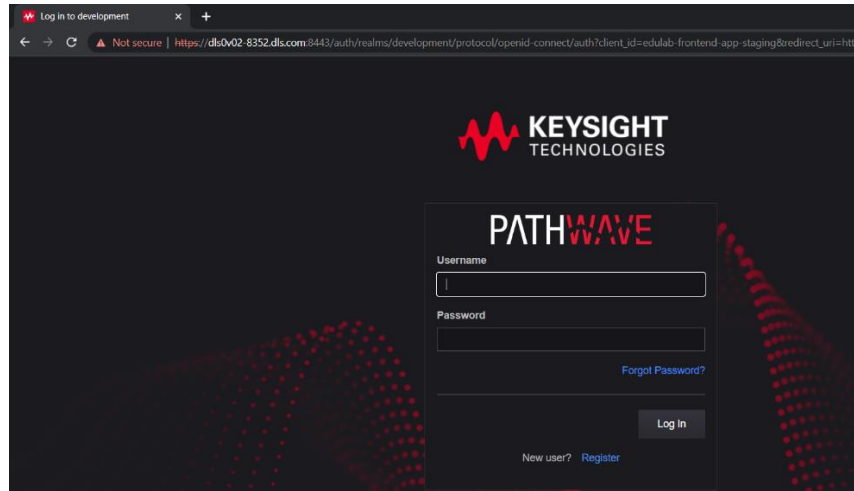 Log in to development
Not secure | https://dls0v02-8352.dls.com:8443/auth/realms/development/protocol/openid-connect/auth?client_id=edulab-frontend-app-staging&redirect_uri=htt
KEYSIGHT
TECHNOLOGIES
PATHWAVE
Username
Password
Forgot Password?
Log In
New user? Register